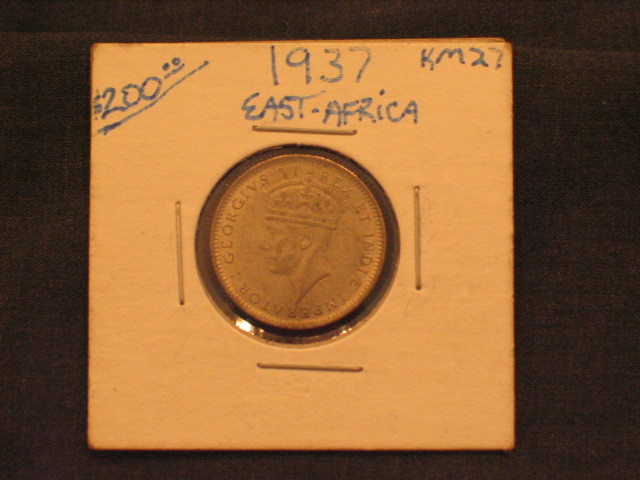 $200.00
1937
KM27
EAST-AFRICA
GEORGIVS VI REX ET INDIÆ IMPERATOR